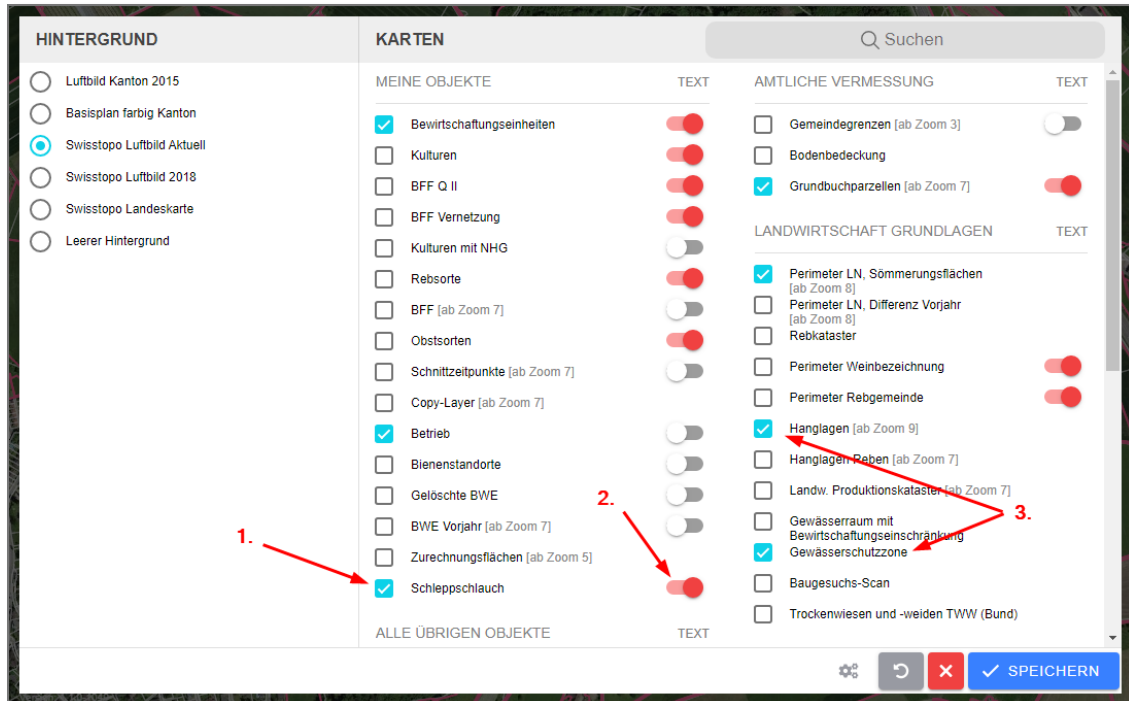 HINTERGRUND
Luftbild Kanton 2015
Basisplan farbig Kanton
Swisstopo Luftbild Aktuell
Swisstopo Luftbild 2018
Swisstopo Landeskarte
Leerer Hintergrund
KARTEN
Suchen
MEINE OBJEKTE TEXT
Bewirtschaftungseinheiten
Kulturen
BFF Q II
BFF Vernetzung
Kulturen mit NHG
Rebsorte
BFF [ab Zoom 7]
Obstsorten
Schnittzeitpunkte [ab Zoom 7]
Copy-Layer [ab Zoom 7]
Betrieb
Bienenstandorte
Gelöschte BWE
2.
BWE Vorjahr [ab Zoom 7]
1.
Zurechnungsflächen [ab Zoom 5]
Schleppschlauch
ALLE ÜBRIGEN OBJEKTE TEXT
AMTLICHE VERMESSUNG TEXT
Gemeindegrenzen [ab Zoom 3]
Bodenbedeckung
Grundbuchparzellen [ab Zoom 7]
LANDWIRTSCHAFT GRUNDLAGEN TEXT
Perimeter LN, Sömmerungsflächen
[ab Zoom 8]
Perimeter LN, Differenz Vorjahr
[ab Zoom 8]
Rebkataster
Perimeter Weinbezeichnung
Perimeter Rebgemeinde
Hanglagen [ab Zoom 9]
Hanglagen Reben [ab Zoom 7]
Landw. Produktionskataster [ab Zoom 7]
3.
Gewässerraum mit
Bewirtschaftungseinschränkung
Gewässerschutzzone
Baugesuchs-Scan
Trockenwiesen und -weiden TWW (Bund)
SPEICHERN